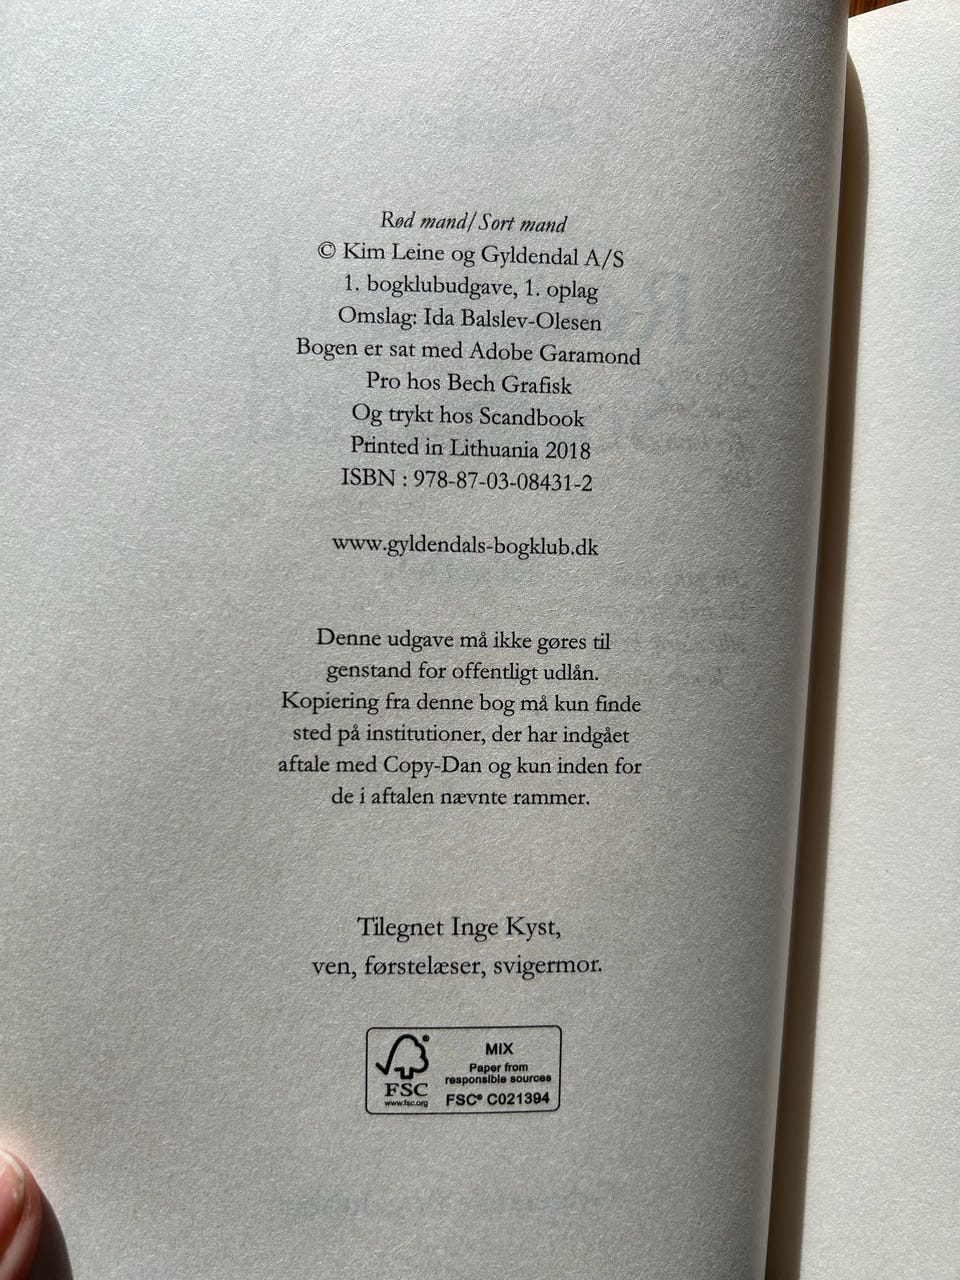 Rød mand/Sort mand
© Kim Leine og Gyldendal A/S
1. bogklubudgave, 1. oplag
Omslag: Ida Balslev-Olesen
Bogen er sat med Adobe Garamond
Pro hos Bech Grafisk
Og trykt hos Scandbook
Printed in Lithuania 2018
ISBN : 978-87-03-08431-2
www.gyldendals-bogklub.dk
Denne udgave må ikke gøres til
genstand for offentligt udlån.
Kopiering fra denne bog må kun finde
sted på institutioner, der har indgået
aftale med Copy-Dan og kun inden for
de i aftalen nævnte rammer.
Tilegnet Inge Kyst,
ven, førstelæser, svigermor.
FSC
www.fsc.org
MIX
Paper from
responsible sources
FSC® C021394